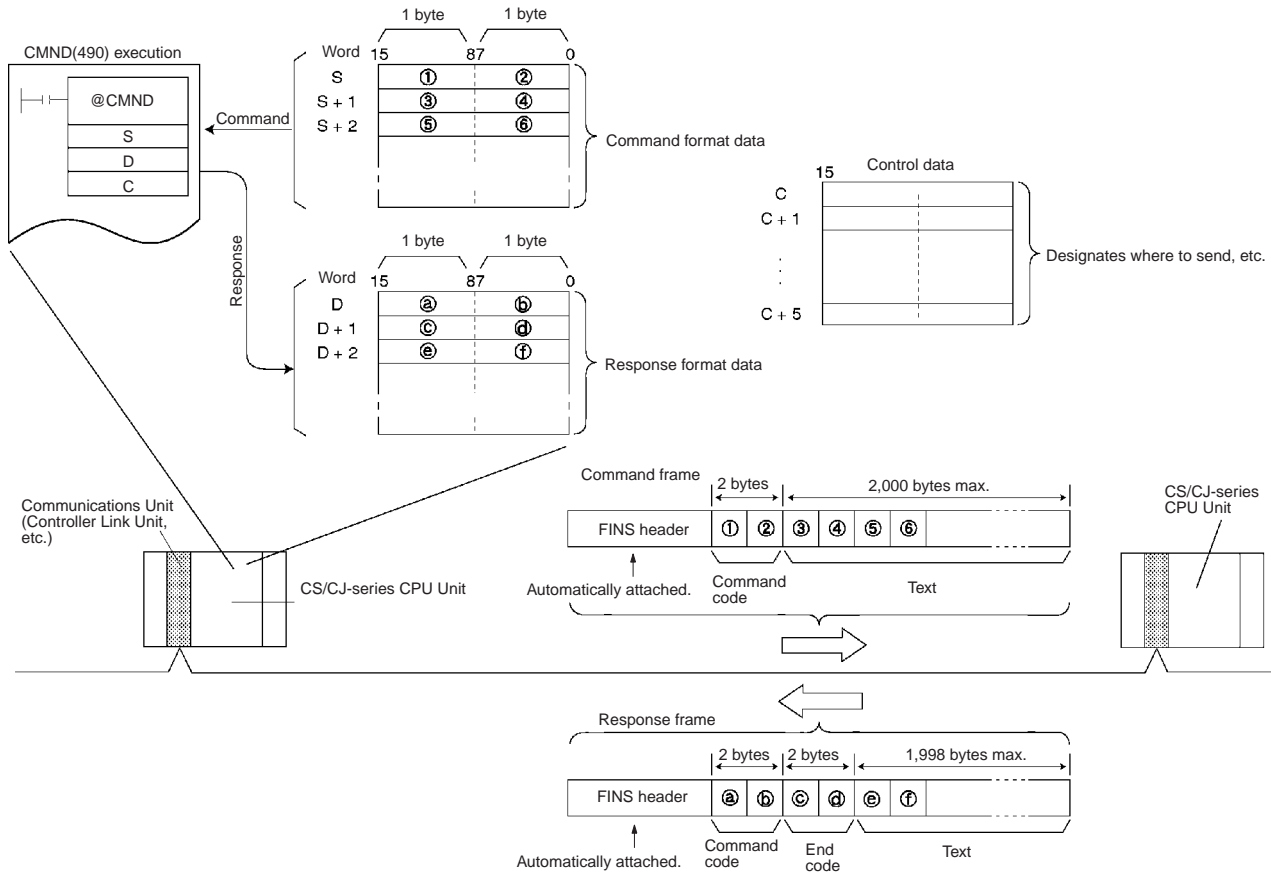 CMND(490) execution
@CMND
S
D
C
Command
Response
1 byte 1 byte
Word 15 87 0
S ① ②
S + 1 ③ ④
S + 2 ⑤ ⑥
Command format data
1 byte 1 byte
Word 15 87 0
D ⓐ ⓑ
D + 1 ⓒ ⓓ
D + 2 ⓔ ⓕ
Response format data
Control data
15
C
C + 1
C + 5
Designates where to send, etc.
Communications Unit
(Controller Link Unit,
etc.)
CS/CJ-series CPU Unit
Command frame
2 bytes 2,000 bytes max.
FINS header ① ② ③ ④ ⑤ ⑥
Automatically attached.
Command
code
Text
CS/CJ-series
CPU Unit
Response frame
2 bytes 2 bytes 1,998 bytes max.
FINS header ⓐ ⓑ ⓒ ⓓ ⓔ ⓕ
Automatically attached.
Command
code
End
code
Text